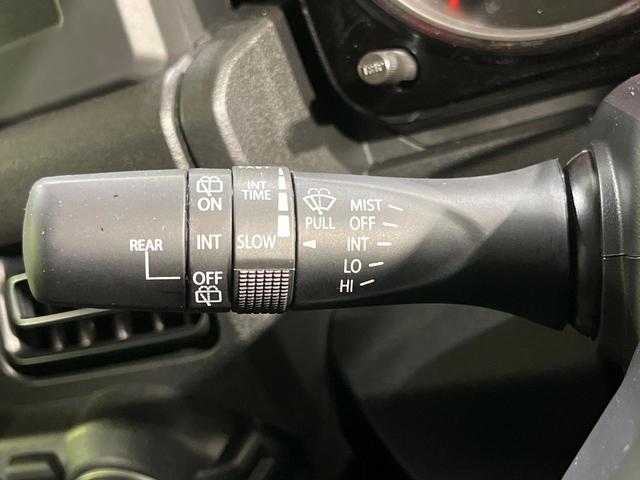 REAR
ON
INT
OFF
INT
TIME
SLOW
PULL
MIST
OFF
INT
LO
HI